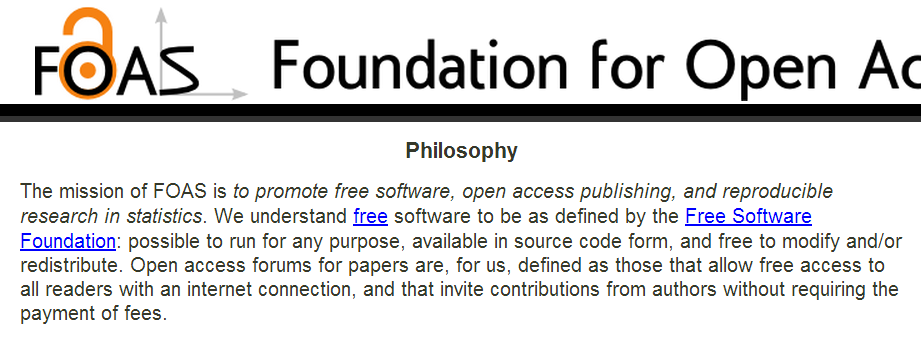 FOAS Foundation for Open Ac
Philosophy
The mission of FOAS is to promote free software, open access publishing, and reproducible
research in statistics. We understand free software to be as defined by the Free Software
Foundation: possible to run for any purpose, available in source code form, and free to modify and/or
redistribute. Open access forums for papers are, for us, defined as those that allow free access to
all readers with an internet connection, and that invite contributions from authors without requiring the
payment of fees.